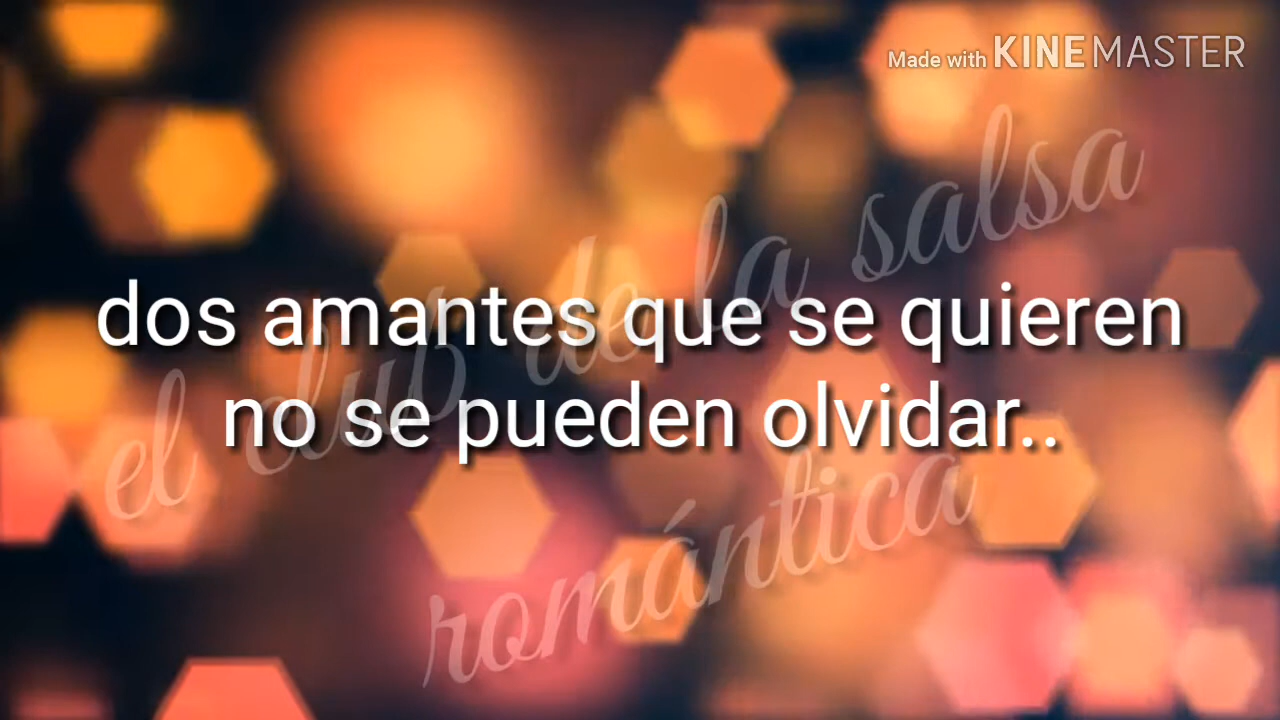 Made with KINEMASTER
el club de la salsa
dos amantes que se quieren
no se pueden olvidar..
romántica